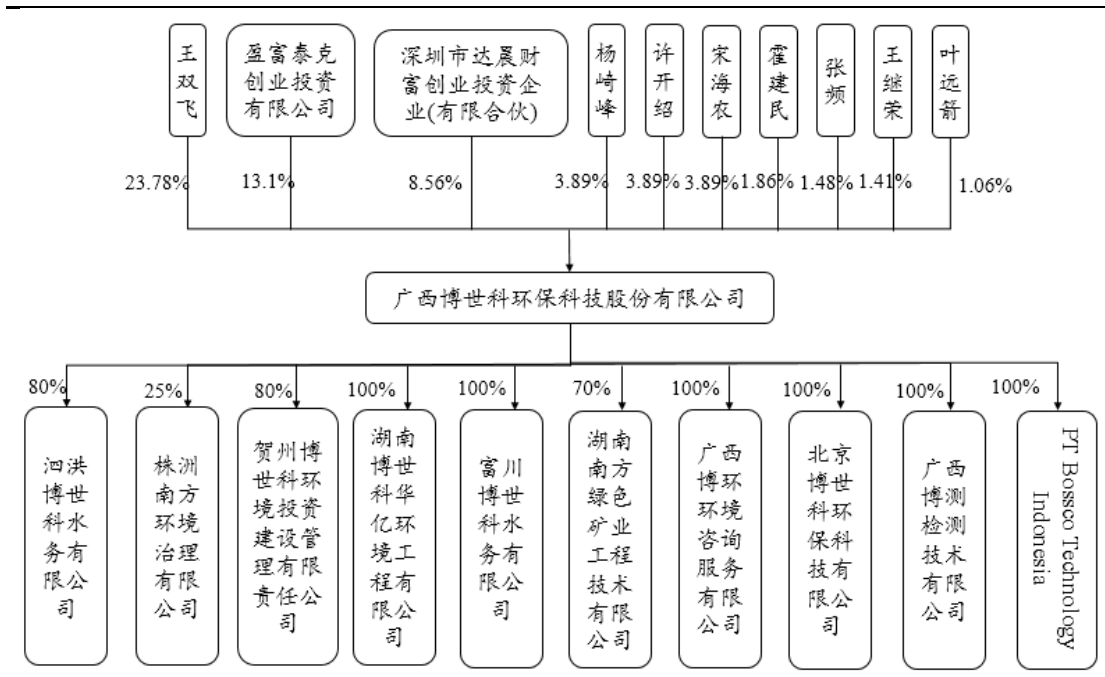 王
双
飞
盈富泰克
创业投资
有限公司
深圳市达晨财
富创业投资企
业(有限合伙)
杨
崎
峰
许
开
绍
宋
海
农
霍
建
民
张
频
王
继
荣
叶
远
箭
23.78%
13.1%
8.56%
3.89%
3.89%
3.89%
1.86%
1.48%
1.41%
1.06%
广西博世科环保科技股份有限公司
80%
25%
80%
100%
100%
70%
100%
100%
100%
100%
泗洪
博世
科水
务有
限公
司
株洲
南方
环境
治理
有限
公司
贺州博
世科环
境投资
建设管
理有限
责任公
司
湖南
博世
科华
亿环
境工
程有
限公
司
富川
博世
科水
务有
限公
司
湖南
南方
绿色
矿业
工程
技术
有限
公司
广西
博环
环境
咨询
服务
有限
公司
北京
博世
科环
保科
技有
限公
司
广西
博测
检测
技术
有限
公司
PT Bossco Technology
Indonesia